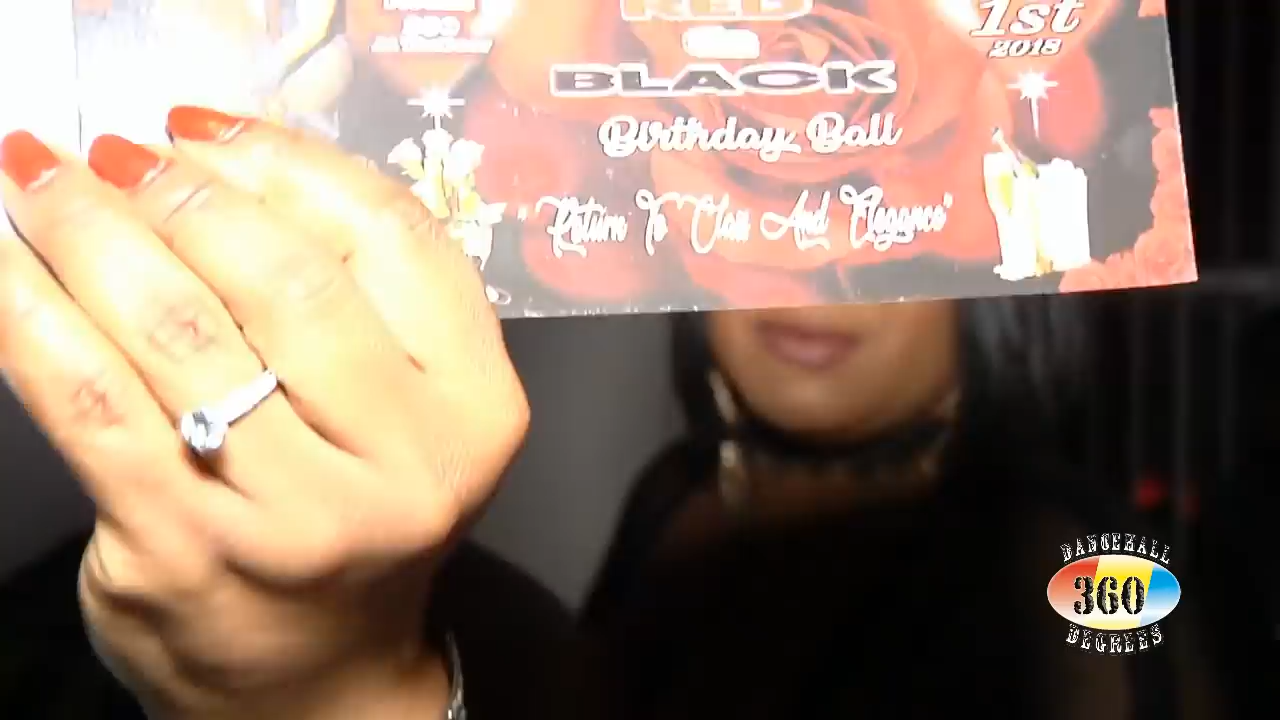 RED
BLACK
Birthday Ball
"Return To Class And Elegance"
1st
2018
DANCEHALL
360
DEGREES